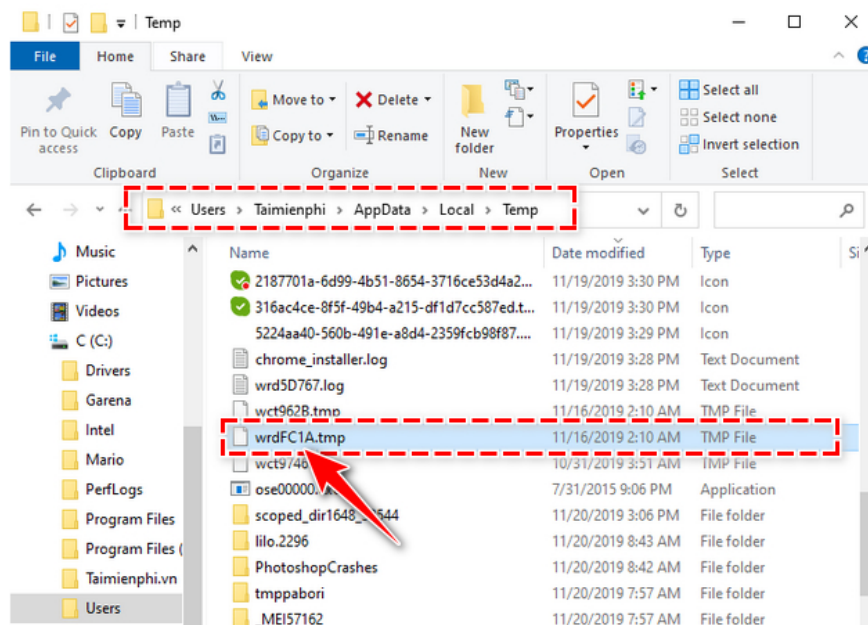 Temp
File Home Share View
Pin to Quick access Copy Paste
Move to Copy to
Delete Rename
New folder
Properties
Select all
Select none
Invert selection
Clipboard Organize New Open Select
« Users > Taimienphi > AppData > Local > Temp
Name Date modified Type
Music
Pictures
Videos
C (C:)
Drivers
Garena
Intel
Mario
PerfLogs
Program Files
Program Files (
Taimienphi.vn
Users
2187701a-6d99-4b51-8654-3716ce53d4a2... 11/19/2019 3:30 PM Icon
316ac4ce-8f5f-49b4-a215-df1d7cc587ed.t... 11/19/2019 3:30 PM Icon
5224aa40-560b-491e-a8d4-2359fcb98f87.... 11/19/2019 3:29 PM Icon
chrome_installer.log 11/19/2019 3:28 PM Text Document
wrd5D767.log 11/19/2019 3:28 PM Text Document
wct962B.tmp 11/16/2019 2:10 AM TMP File
wrdFC1A.tmp 11/16/2019 2:10 AM TMP File
10/31/2019 3:51 AM TMP File
7/31/2015 9:06 PM Application
11/20/2019 3:06 PM File folder
lilo.2296 11/20/2019 8:43 AM File folder
PhotoshopCrashes 11/20/2019 8:42 AM File folder
tmppabori 11/20/2019 7:57 AM File folder
_MEI57162 11/20/2019 7:57 AM File folder